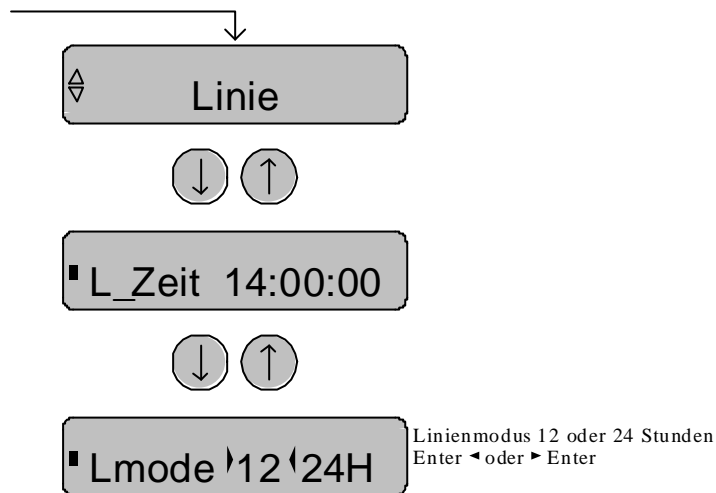 Linie
L_Zeit 14:00:00
Lmode 12 24H
Linienmodus 12 oder 24 Stunden
Enter ◄ oder ► Enter